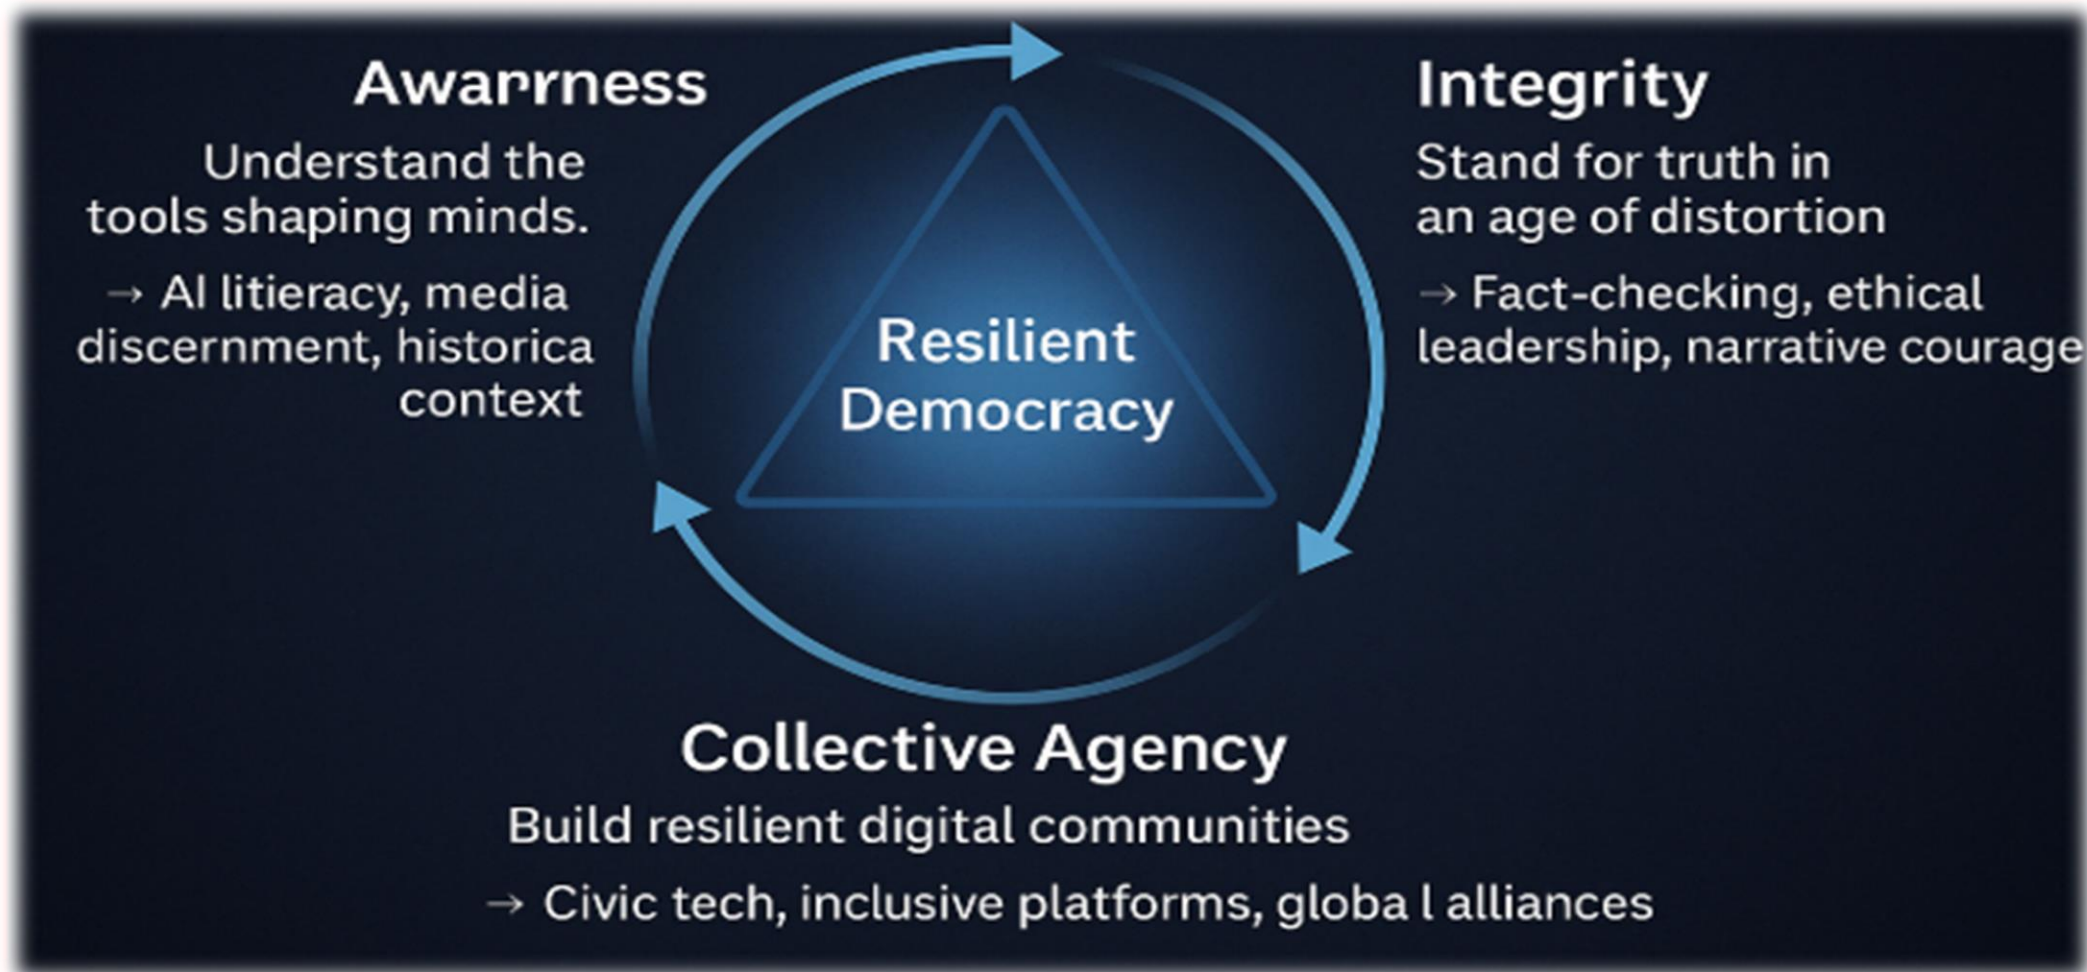 Awarrness
Understand the
tools shaping minds.
→ AI litieracy, media
discernment, historica
context
Integrity
Stand for truth in
an age of distortion
→ Fact-checking, ethical
leadership, narrative courage
Resilient
Democracy
Collective Agency
Build resilient digital communities
→ Civic tech, inclusive platforms, globa l alliances